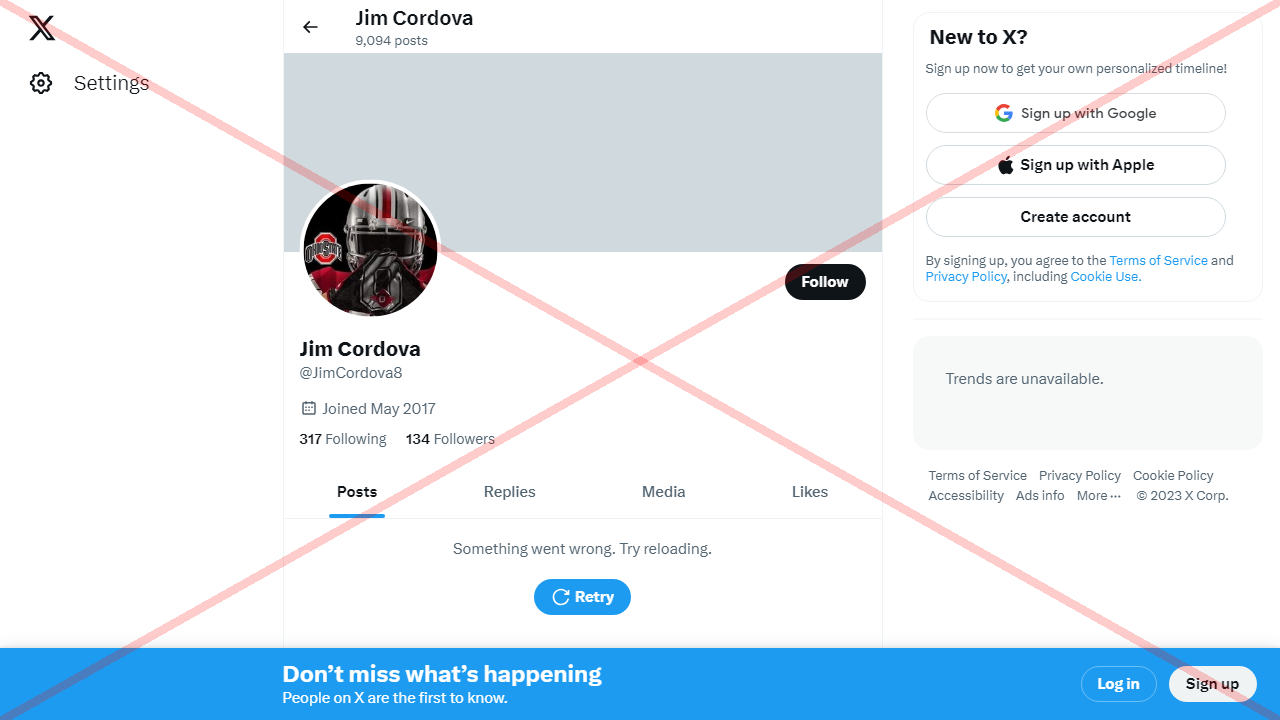 Jim Cordova
9,094 posts
Settings
OHIO STATE
Follow
Jim Cordova
@JimCordova8
Joined May 2017
317 Following 134 Followers
Posts Replies Media Likes
Something went wrong. Try reloading.
Retry
New to X?
Sign up now to get your own personalized timeline!
Sign up with Google
Sign up with Apple
Create account
By signing up, you agree to the Terms of Service and
Privacy Policy, including Cookie Use.
Trends are unavailable.
Terms of Service Privacy Policy Cookie Policy
Accessibility Ads info More ··· © 2023 X Corp.
Don’t miss what’s happening
People on X are the first to know.
Log in Sign up